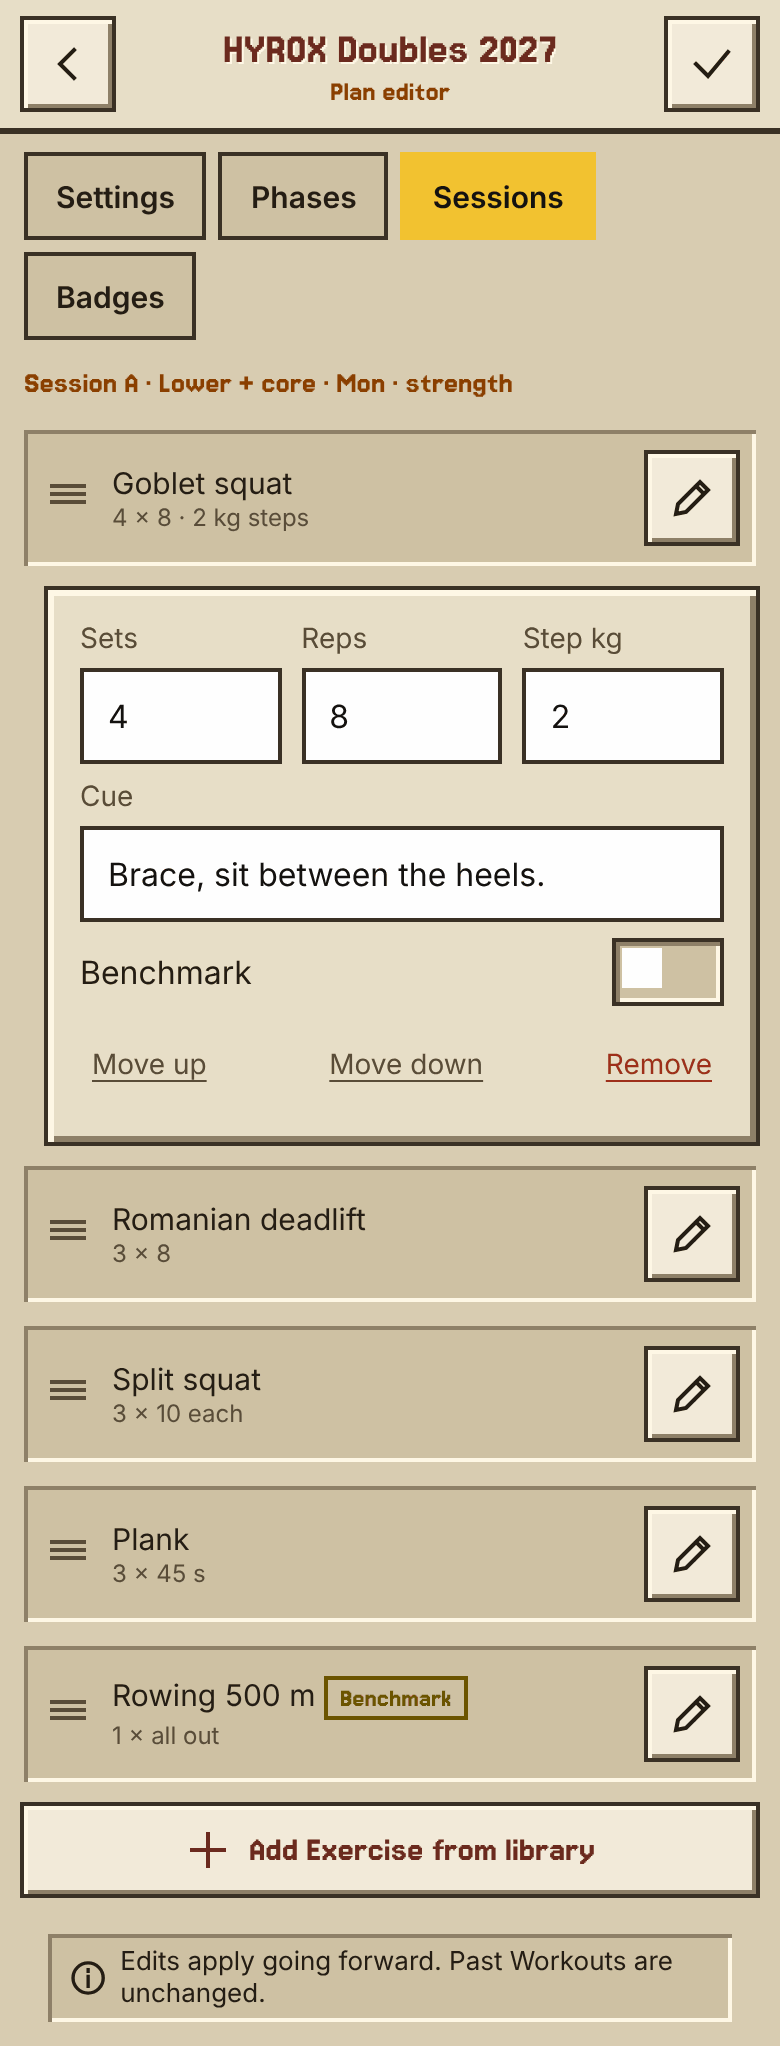 HYROX Doubles 2027
Plan editor
Settings
Phases
Sessions
Badges
Session A · Lower + core · Mon · strength
Goblet squat
4 × 8 · 2 kg steps
Sets
Reps
Step kg
4
8
2
Cue
Brace, sit between the heels.
Benchmark
Move up
Move down
Remove
Romanian deadlift
3 × 8
Split squat
3 × 10 each
Plank
3 × 45 s
Rowing 500 m
Benchmark
1 × all out
Add Exercise from library
Edits apply going forward. Past Workouts are
unchanged.